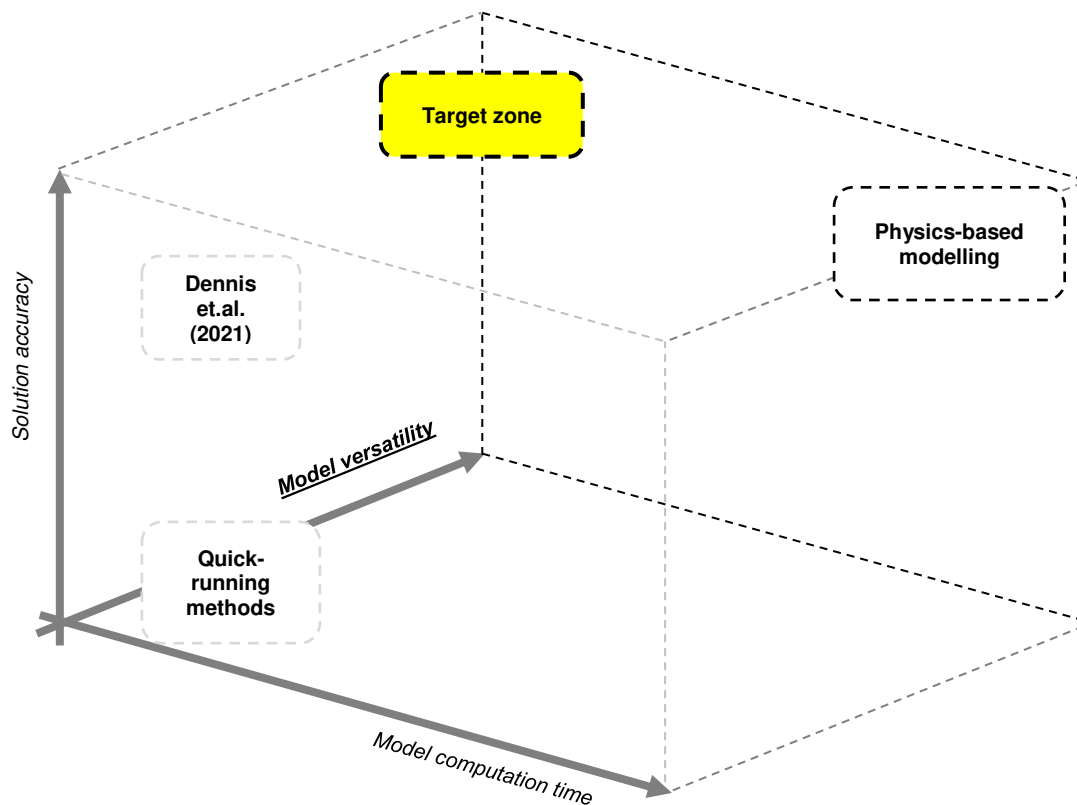 Target zone
Physics-based
modelling
Solution accuracy
Dennis
et.al.
(2021)
Model versatility
Quick-
running
methods
Model computation time